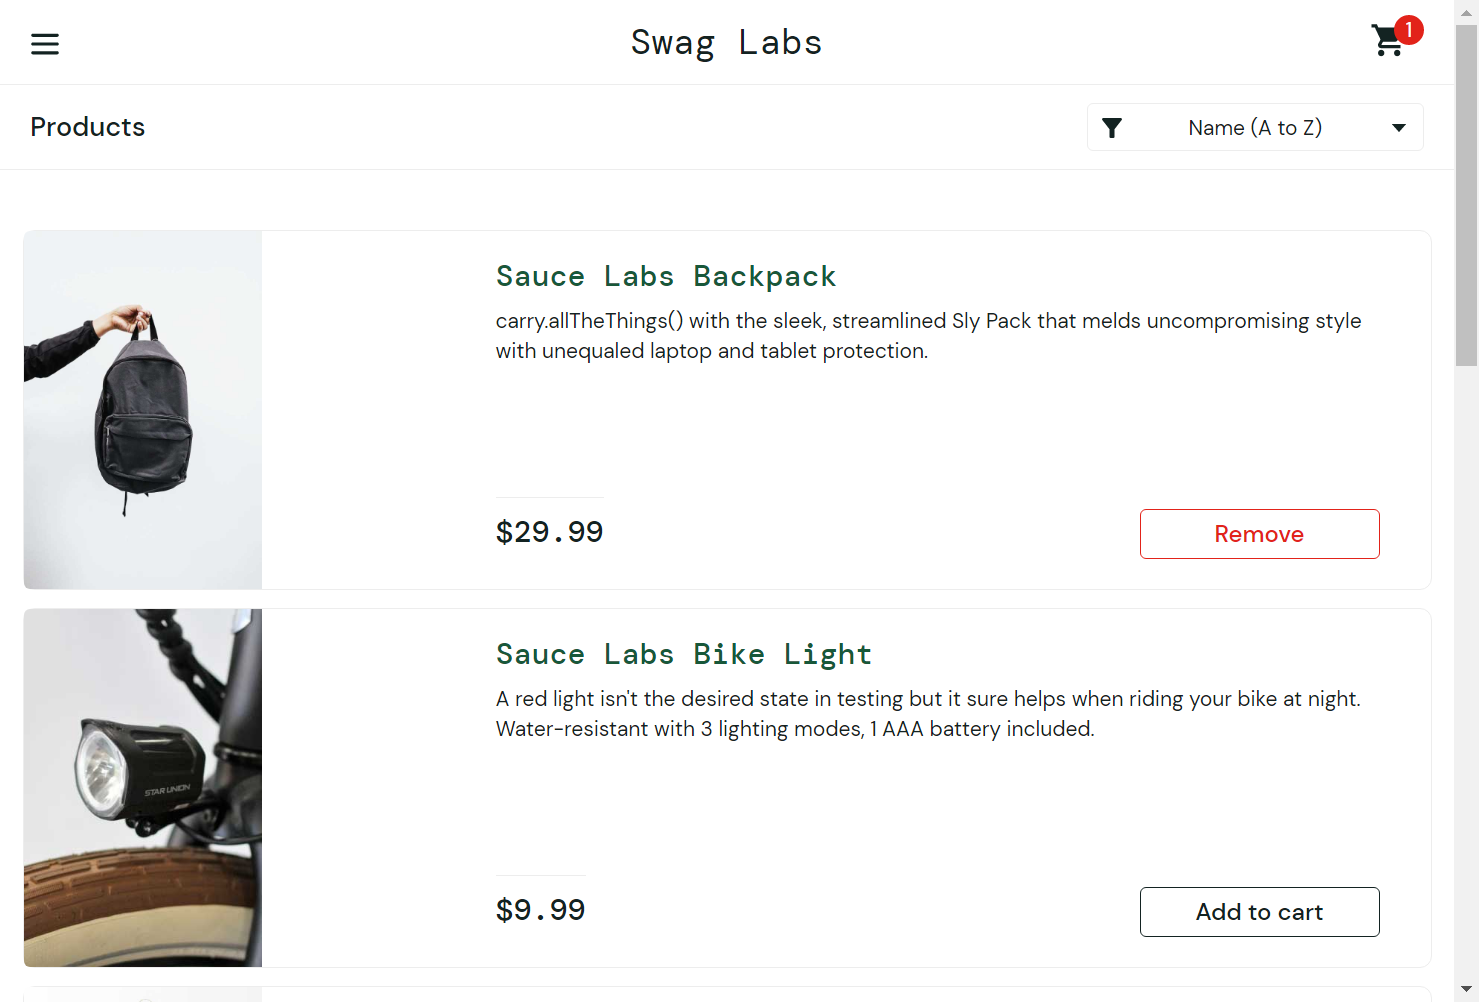 Swag Labs
1
Products
Name (A to Z)
Sauce Labs Backpack
carry.allTheThings() with the sleek, streamlined Sly Pack that melds uncompromising style
with unequaled laptop and tablet protection.
$29.99
Remove
Sauce Labs Bike Light
A red light isn't the desired state in testing but it sure helps when riding your bike at night.
Water-resistant with 3 lighting modes, 1 AAA battery included.
STAR UNION
$9.99
Add to cart